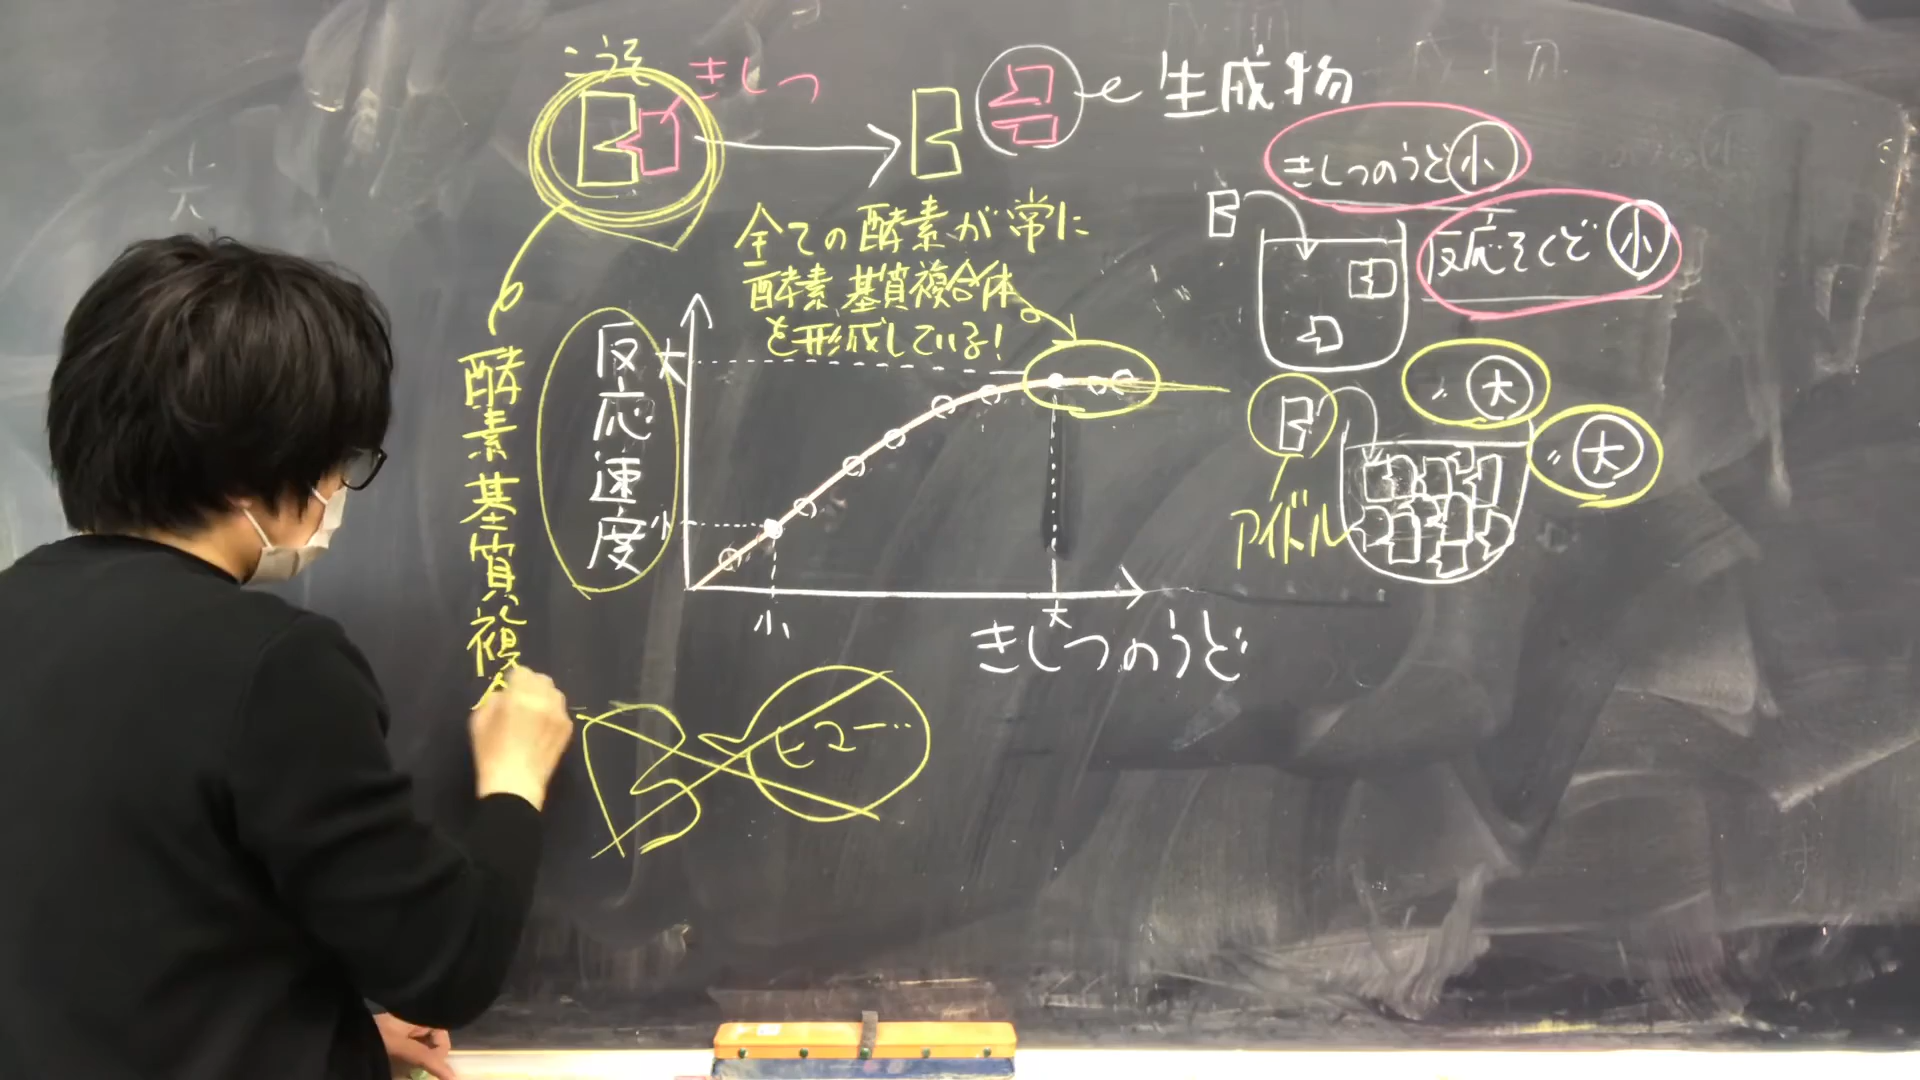 こうそ
きしつ
生成物
全ての酵素が常に
酵素基質複合体
を形成している!
きしつのうど小
反応そくど小
〃大
〃大
アイドル
反応速度
大
小
小
大
きしつのうど
酵素基質複合
ヒマー…